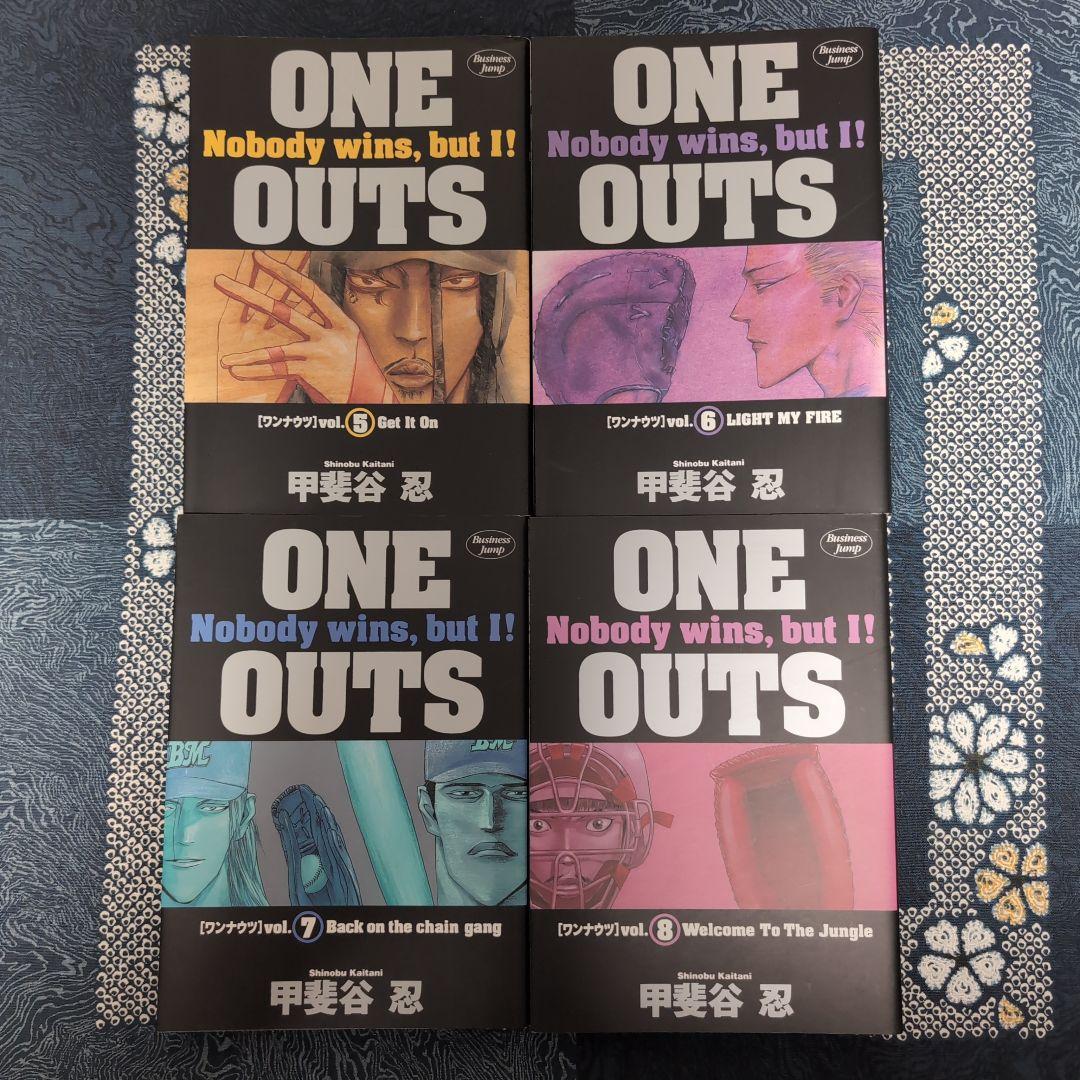 ONE
Business
Jump
Nobody wins, but I!
OUTS
[ワンナウツ] vol. 5 Get It On
Shinobu Kaitani
甲斐谷 忍
ONE
Business
Jump
Nobody wins, but I!
OUTS
[ワンナウツ] vol. 6 LIGHT MY FIRE
Shinobu Kaitani
甲斐谷 忍
ONE
Business
Jump
Nobody wins, but I!
OUTS
BM
BM
[ワンナウツ] vol. 7 Back on the chain gang
Shinobu Kaitani
甲斐谷 忍
ONE
Business
Jump
Nobody wins, but I!
OUTS
[ワンナウツ] vol. 8 Welcome To The Jungle
Shinobu Kaitani
甲斐谷 忍